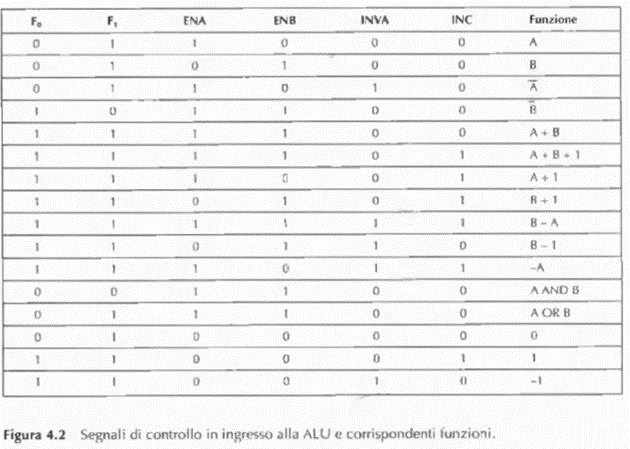 F₀ F₁ ENA ENB INVA INC Funzione
0 1 1 0 0 0 A
0 1 0 1 0 0 B
0 1 1 0 1 0 A̅
1 0 1 1 0 0 B̅
1 1 1 1 0 0 A + B
1 1 1 1 0 1 A + B + 1
1 1 1 0 0 1 A + 1
1 1 0 1 0 1 B + 1
1 1 1 1 1 1 B – A
1 1 0 1 1 0 B – 1
1 1 1 0 1 1 –A
0 0 1 1 0 0 A AND B
0 1 1 1 0 0 A OR B
0 1 0 0 0 0 0
1 1 0 0 0 1 1
1 1 0 0 1 0 –1
Figura 4.2 Segnali di controllo in ingresso alla ALU e corrispondenti funzioni.